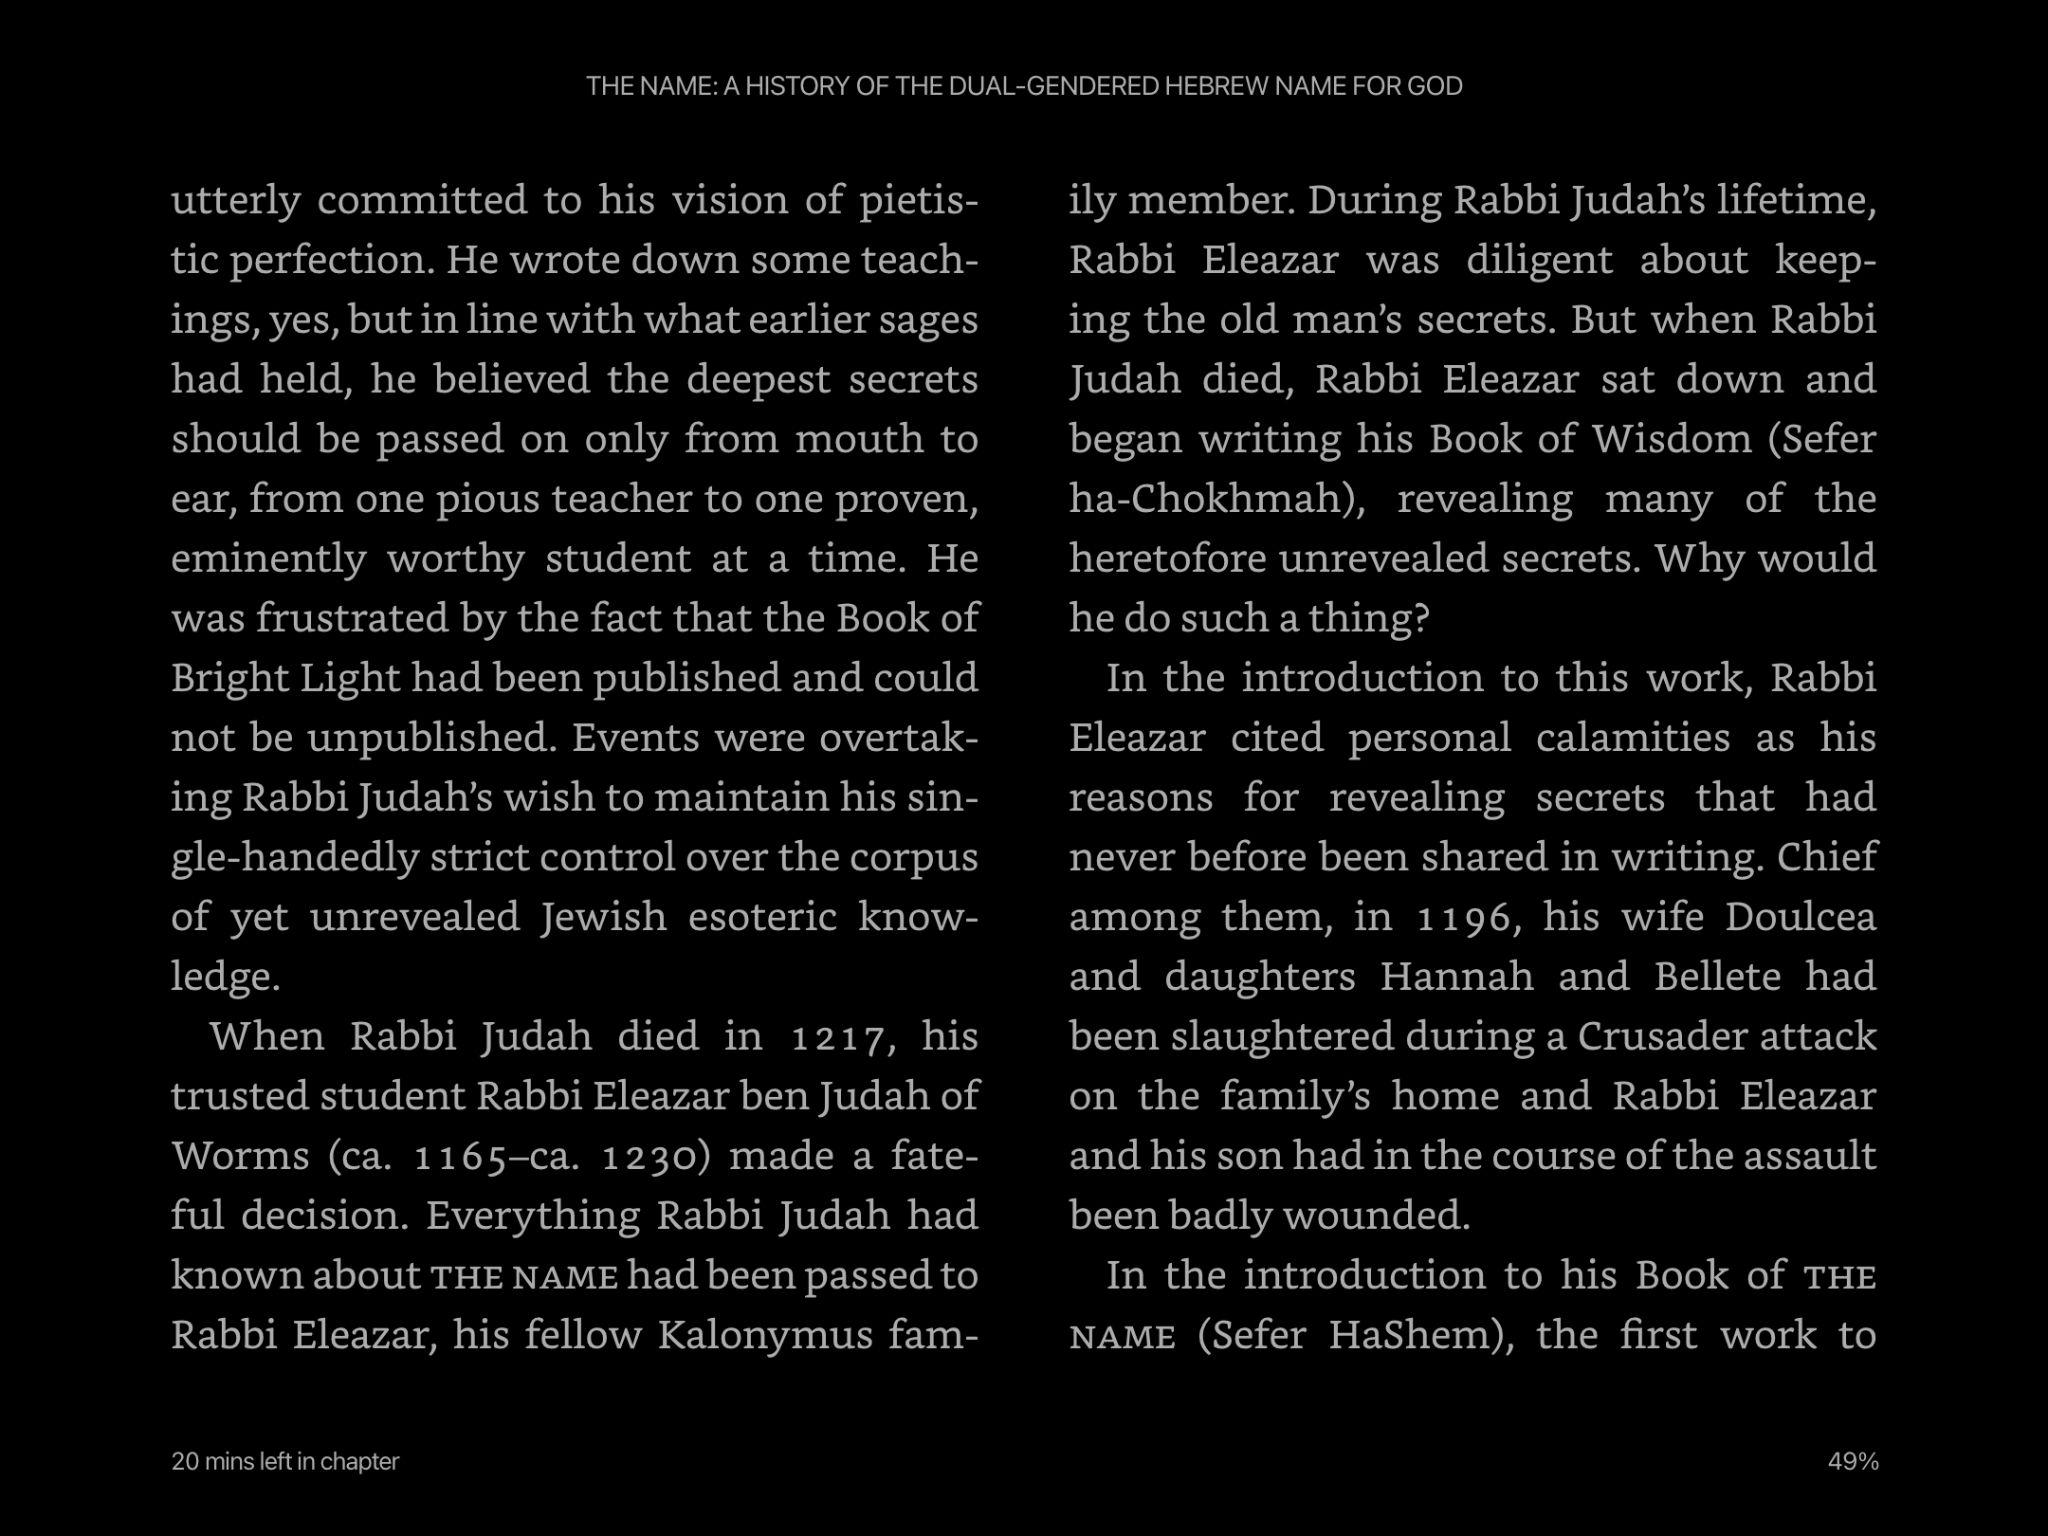 THE NAME: A HISTORY OF THE DUAL-GENDERED HEBREW NAME FOR GOD
utterly committed to his vision of pietis-
tic perfection. He wrote down some teach-
ings, yes, but in line with what earlier sages
had held, he believed the deepest secrets
should be passed on only from mouth to
ear, from one pious teacher to one proven,
eminently worthy student at a time. He
was frustrated by the fact that the Book of
Bright Light had been published and could
not be unpublished. Events were overtak-
ing Rabbi Judah’s wish to maintain his sin-
gle-handedly strict control over the corpus
of yet unrevealed Jewish esoteric know-
ledge.
When Rabbi Judah died in 1217, his
trusted student Rabbi Eleazar ben Judah of
Worms (ca. 1165–ca. 1230) made a fate-
ful decision. Everything Rabbi Judah had
known about THE NAME had been passed to
Rabbi Eleazar, his fellow Kalonymus fam-
ily member. During Rabbi Judah’s lifetime,
Rabbi Eleazar was diligent about keep-
ing the old man’s secrets. But when Rabbi
Judah died, Rabbi Eleazar sat down and
began writing his Book of Wisdom (Sefer
ha-Chokhmah), revealing many of the
heretofore unrevealed secrets. Why would
he do such a thing?
In the introduction to this work, Rabbi
Eleazar cited personal calamities as his
reasons for revealing secrets that had
never before been shared in writing. Chief
among them, in 1196, his wife Doulcea
and daughters Hannah and Bellete had
been slaughtered during a Crusader attack
on the family’s home and Rabbi Eleazar
and his son had in the course of the assault
been badly wounded.
In the introduction to his Book of THE
NAME (Sefer HaShem), the first work to
20 mins left in chapter
49%